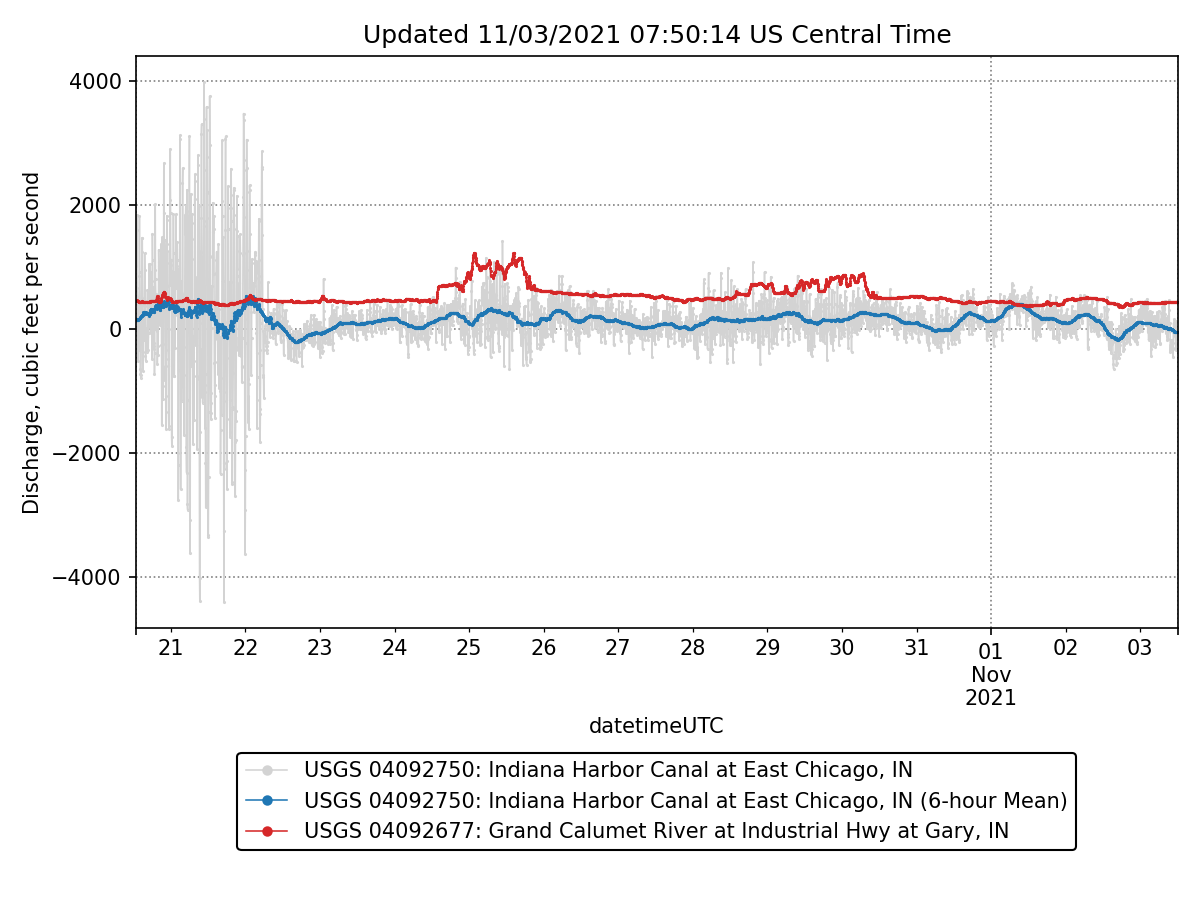 Updated 11/03/2021 07:50:14 US Central Time
Discharge, cubic feet per second
4000
2000
0
−2000
−4000
21 22 23 24 25 26 27 28 29 30 31 01 02 03
Nov
2021
datetimeUTC
USGS 04092750: Indiana Harbor Canal at East Chicago, IN
USGS 04092750: Indiana Harbor Canal at East Chicago, IN (6-hour Mean)
USGS 04092677: Grand Calumet River at Industrial Hwy at Gary, IN